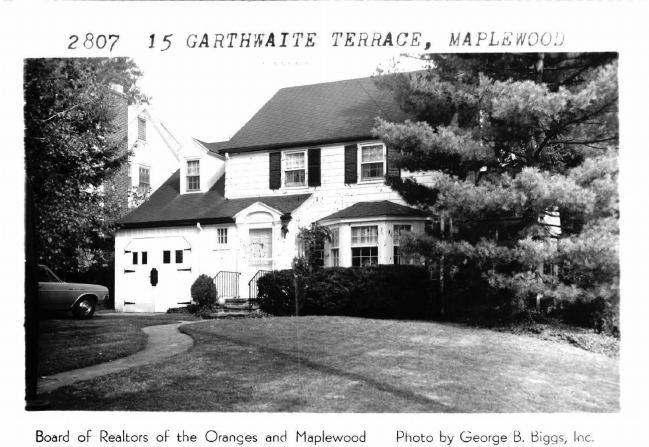 2807 15 GARTHWAITE TERRACE, MAPLEWOOD
Board of Realtors of the Oranges and Maplewood Photo by George B. Biggs, Inc.